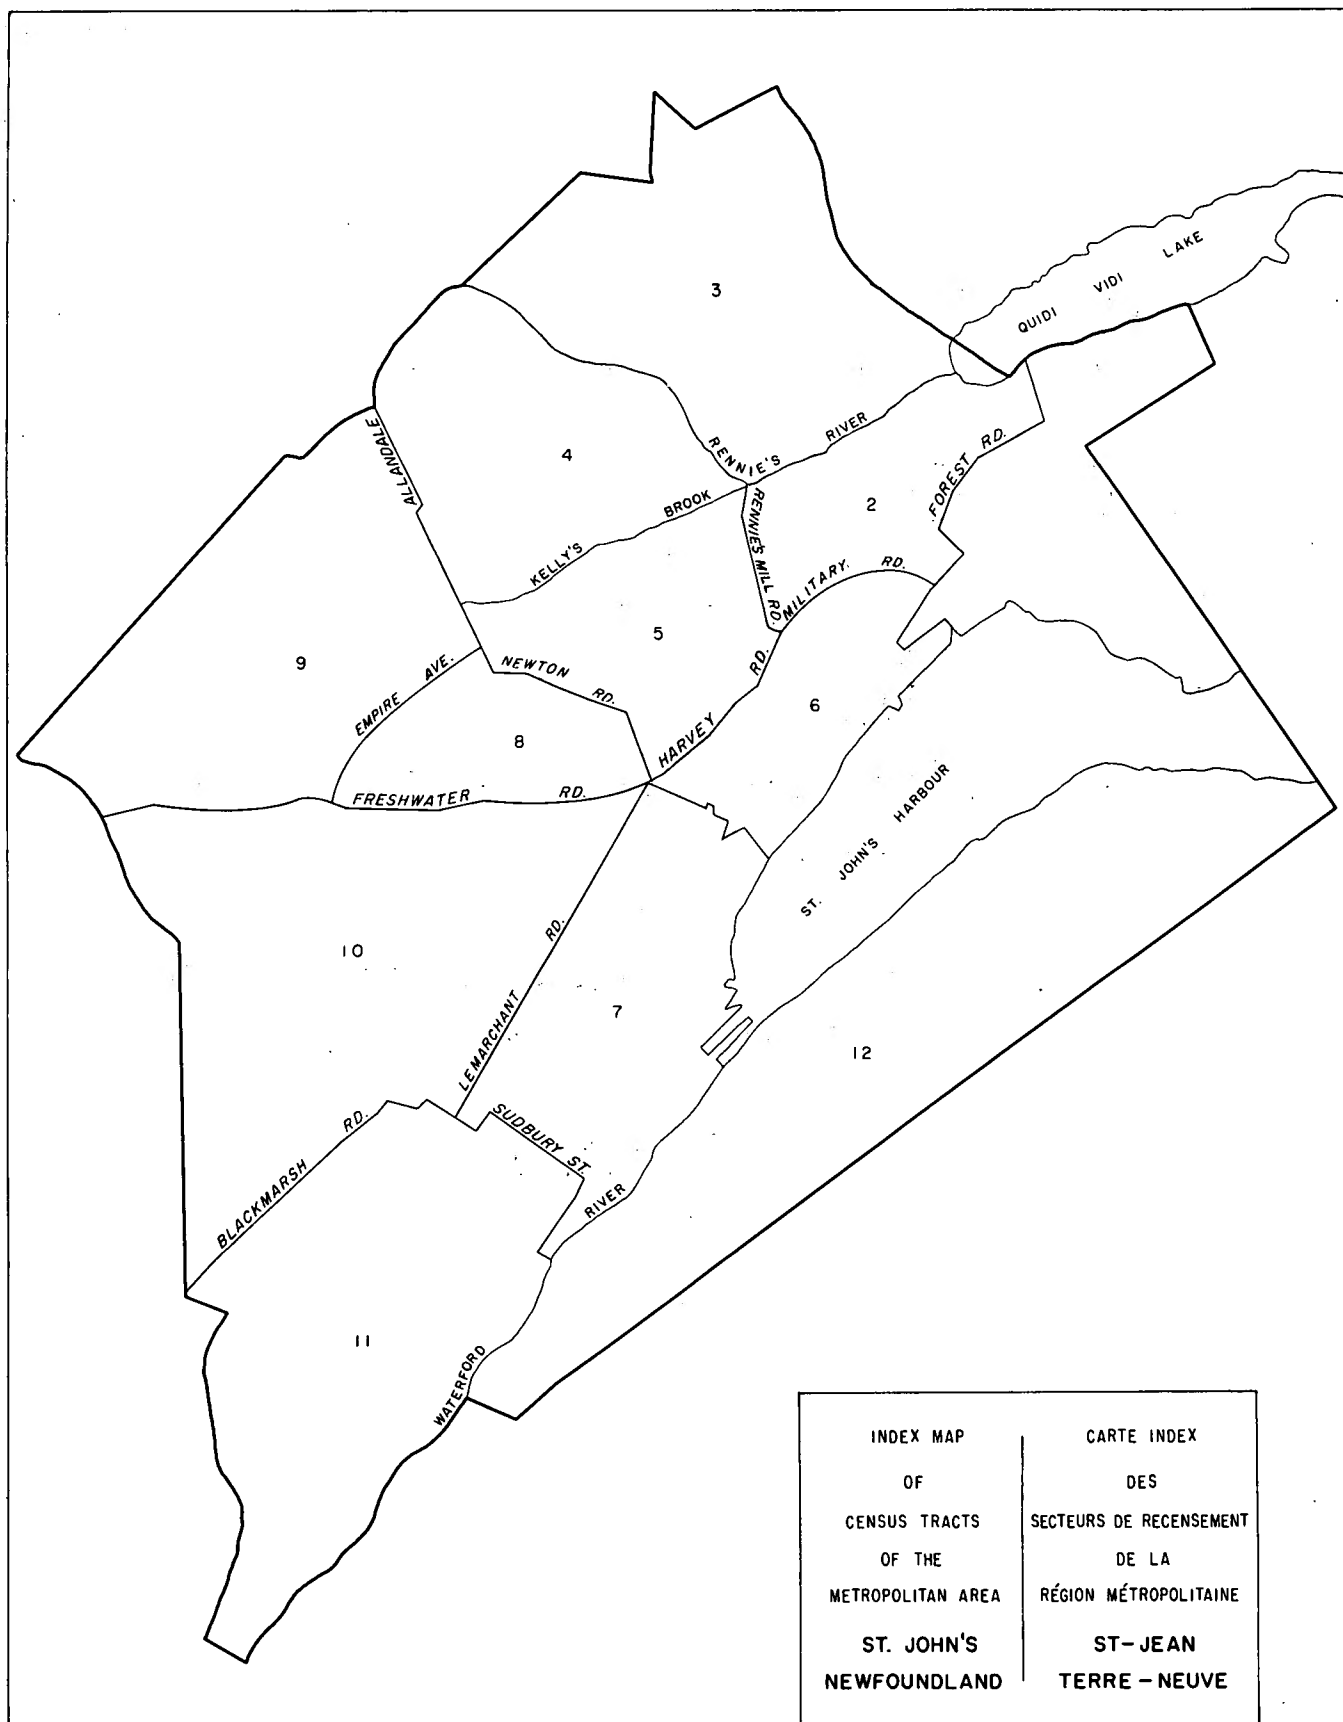 3
QUIDI VIDI LAKE
ALLANDALE
4
RENNIE'S RIVER
FOREST RD.
KELLY'S BROOK
2
RENNIE'S MILL RD.
MILITARY. RD.
5
9
EMPIRE AVE.
NEWTON RD.
HARVEY RD.
6
8
FRESHWATER RD.
ST. JOHN'S HARBOUR
10
LEMARCHANT RD.
7
12
BLACKMARSH RD.
SUDBURY ST.
11
WATERFORD RIVER
INDEX MAP
OF
CENSUS TRACTS
OF THE
METROPOLITAN AREA
ST. JOHN'S
NEWFOUNDLAND
CARTE INDEX
DES
SECTEURS DE RECENSEMENT
DE LA
RÉGION MÉTROPOLITAINE
ST-JEAN
TERRE-NEUVE